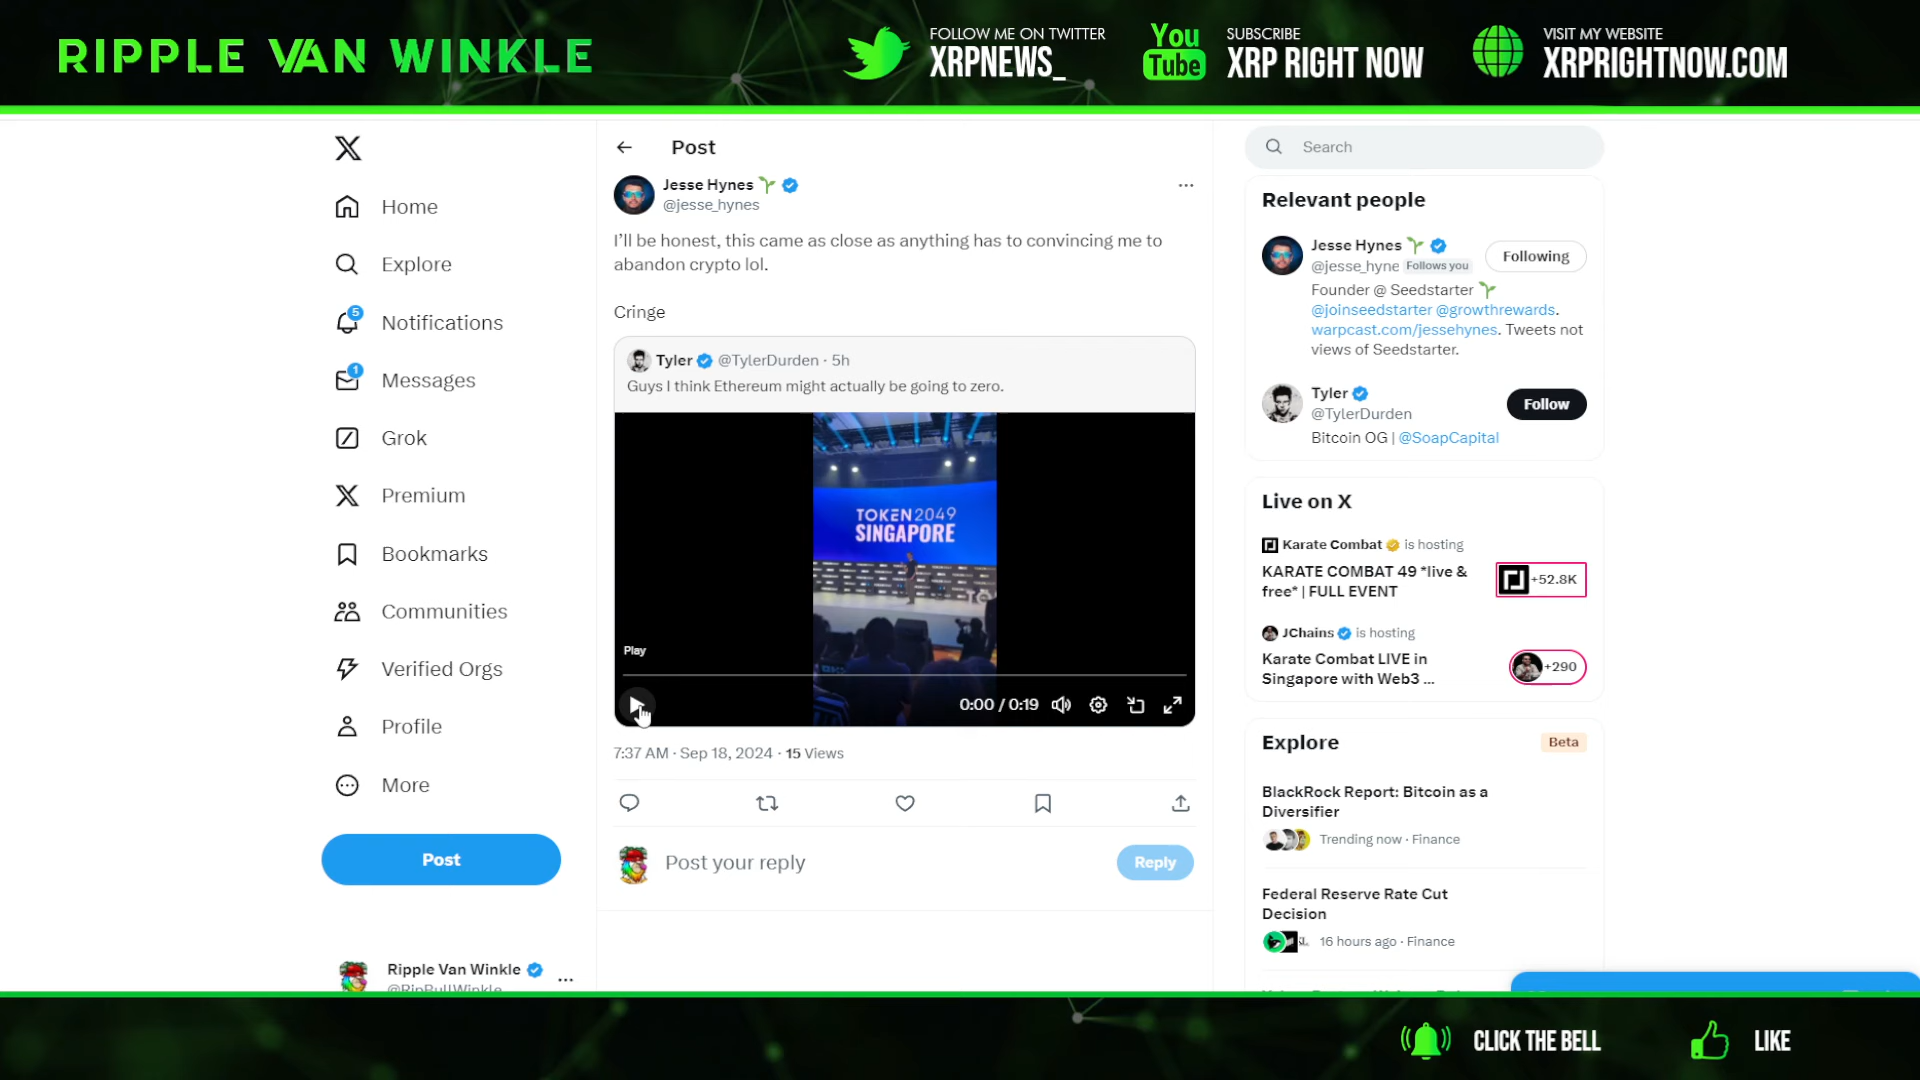 RIPPLE VAN WINKLE
FOLLOW ME ON TWITTER
XRPNEWS_
You
Tube
SUBSCRIBE
XRP RIGHT NOW
VISIT MY WEBSITE
XRPRIGHTNOW.COM
Home
Explore
5
Notifications
1
Messages
Grok
Premium
Bookmarks
Communities
Verified Orgs
Profile
More
Post
Ripple Van Winkle
@RipBullWinkle
Post
Jesse Hynes
@jesse_hynes
I'll be honest, this came as close as anything has to convincing me to
abandon crypto lol.
Cringe
Tyler @TylerDurden · 5h
Guys I think Ethereum might actually be going to zero.
TOKEN2049
SINGAPORE
Play
0:00 / 0:19
7:37 AM · Sep 18, 2024 · 15 Views
Post your reply
Reply
Search
Relevant people
Jesse Hynes
@jesse_hyne Follows you
Following
Founder @ Seedstarter
@joinseedstarter @growthrewards.
warpcast.com/jessehynes. Tweets not
views of Seedstarter.
Tyler
@TylerDurden
Follow
Bitcoin OG | @SoapCapital
Live on X
Karate Combat is hosting
KARATE COMBAT 49 *live &
free* | FULL EVENT
+52.8K
JChains is hosting
Karate Combat LIVE in
Singapore with Web3 ...
+290
Explore
Beta
BlackRock Report: Bitcoin as a
Diversifier
Trending now · Finance
Federal Reserve Rate Cut
Decision
16 hours ago · Finance
CLICK THE BELL
LIKE